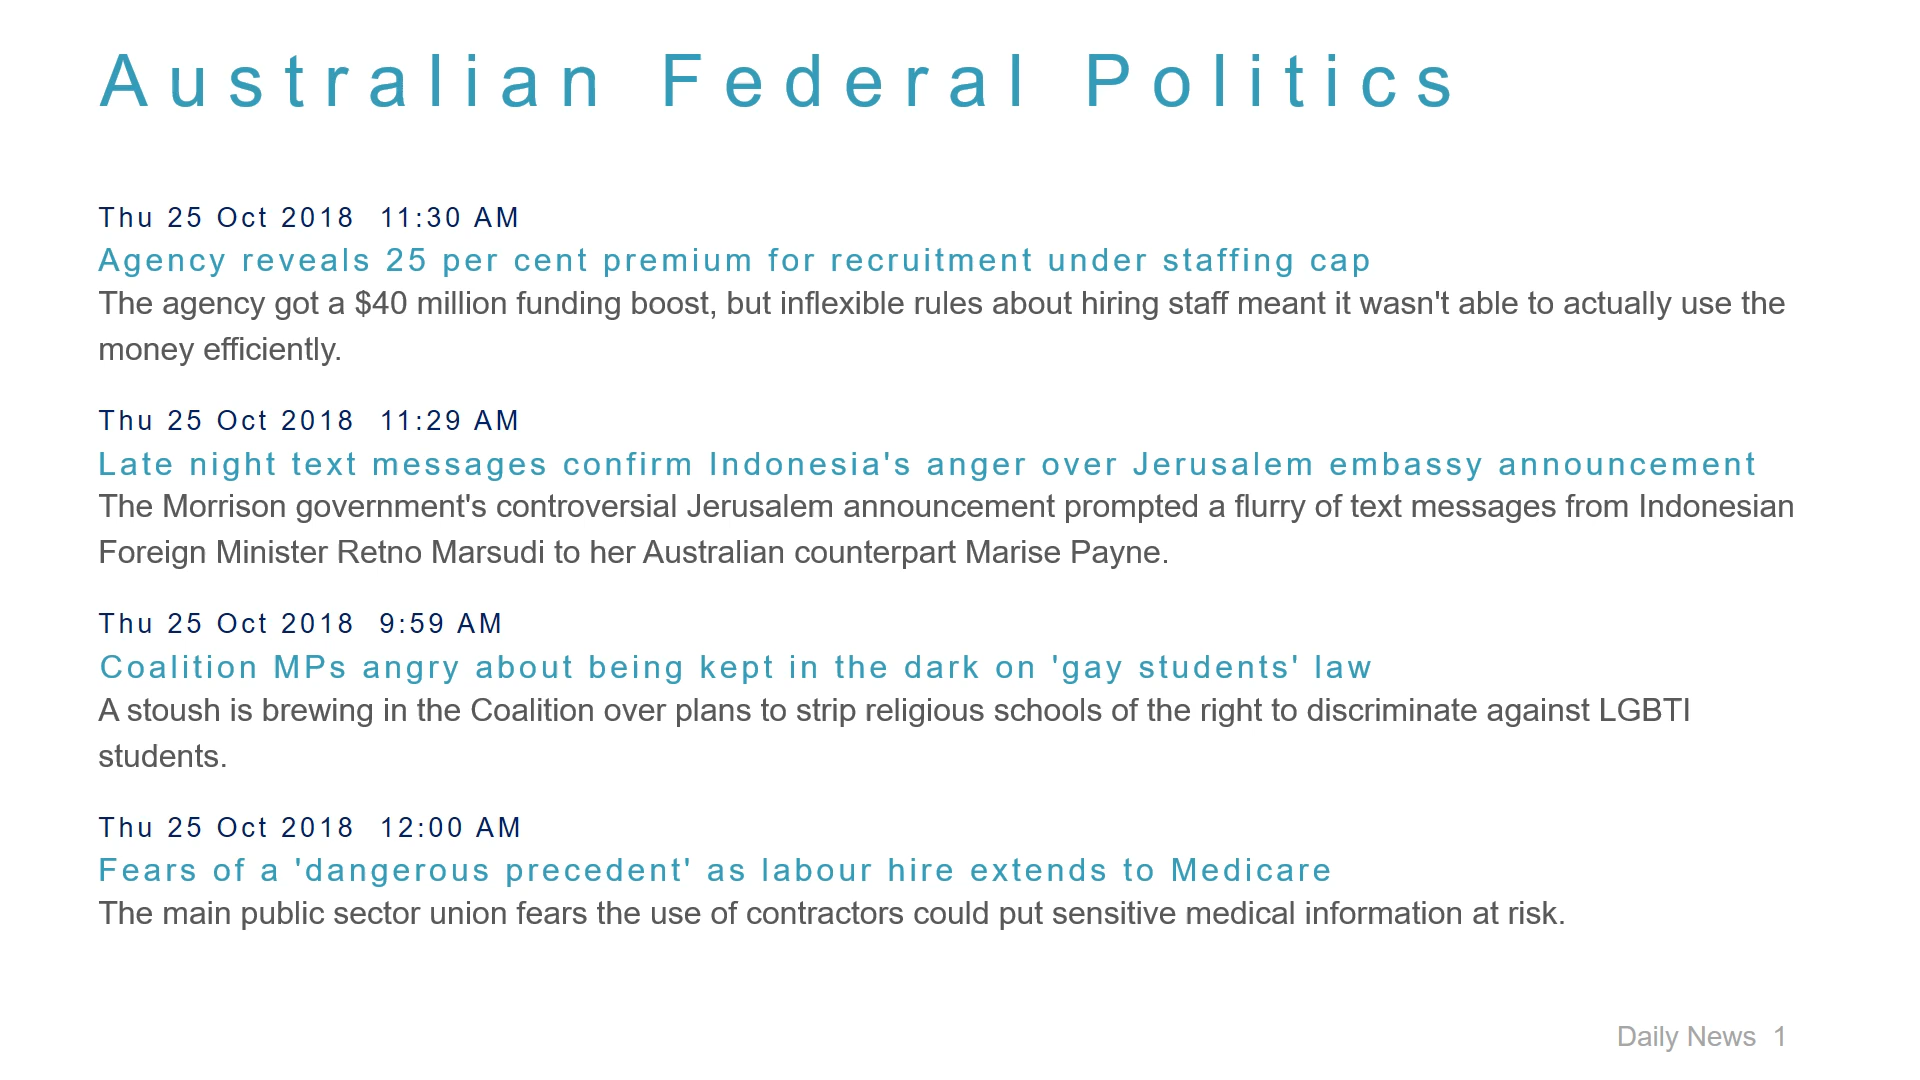 Australian Federal Politics
Thu 25 Oct 2018 11:30 AM
Agency reveals 25 per cent premium for recruitment under staffing cap
The agency got a $40 million funding boost, but inflexible rules about hiring staff meant it wasn't able to actually use the
money efficiently.
Thu 25 Oct 2018 11:29 AM
Late night text messages confirm Indonesia's anger over Jerusalem embassy announcement
The Morrison government's controversial Jerusalem announcement prompted a flurry of text messages from Indonesian
Foreign Minister Retno Marsudi to her Australian counterpart Marise Payne.
Thu 25 Oct 2018 9:59 AM
Coalition MPs angry about being kept in the dark on 'gay students' law
A stoush is brewing in the Coalition over plans to strip religious schools of the right to discriminate against LGBTI
students.
Thu 25 Oct 2018 12:00 AM
Fears of a 'dangerous precedent' as labour hire extends to Medicare
The main public sector union fears the use of contractors could put sensitive medical information at risk.
Daily News 1